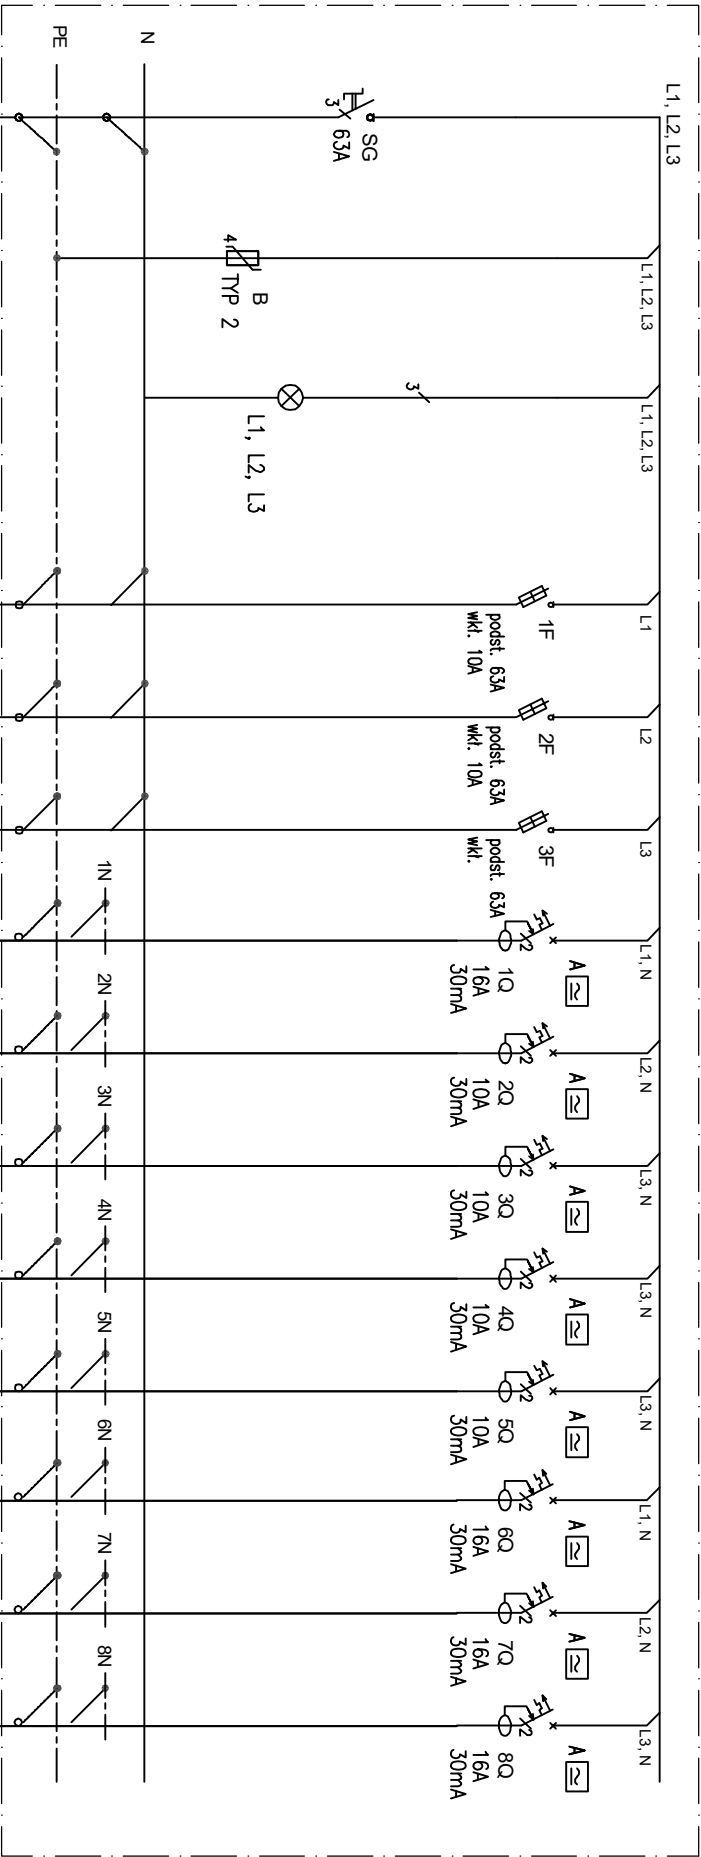 L1, L2, L3
PE
N
SG
63A
3
L1, L2, L3
B
TYP 2
4
L1, L2, L3
3
L1, L2, L3
L1
1F
podst. 63A
wkł. 10A
L2
2F
podst. 63A
wkł. 10A
L3
3F
podst. 63A
wkł.
L1, N
A
1Q
16A
30mA
2
1N
L2, N
A
2Q
10A
30mA
2
2N
L3, N
A
3Q
10A
30mA
2
3N
L3, N
A
4Q
10A
30mA
2
4N
L3, N
A
5Q
10A
30mA
2
5N
L1, N
A
6Q
16A
30mA
2
6N
L2, N
A
7Q
16A
30mA
2
7N
L3, N
A
8Q
16A
30mA
2
8N